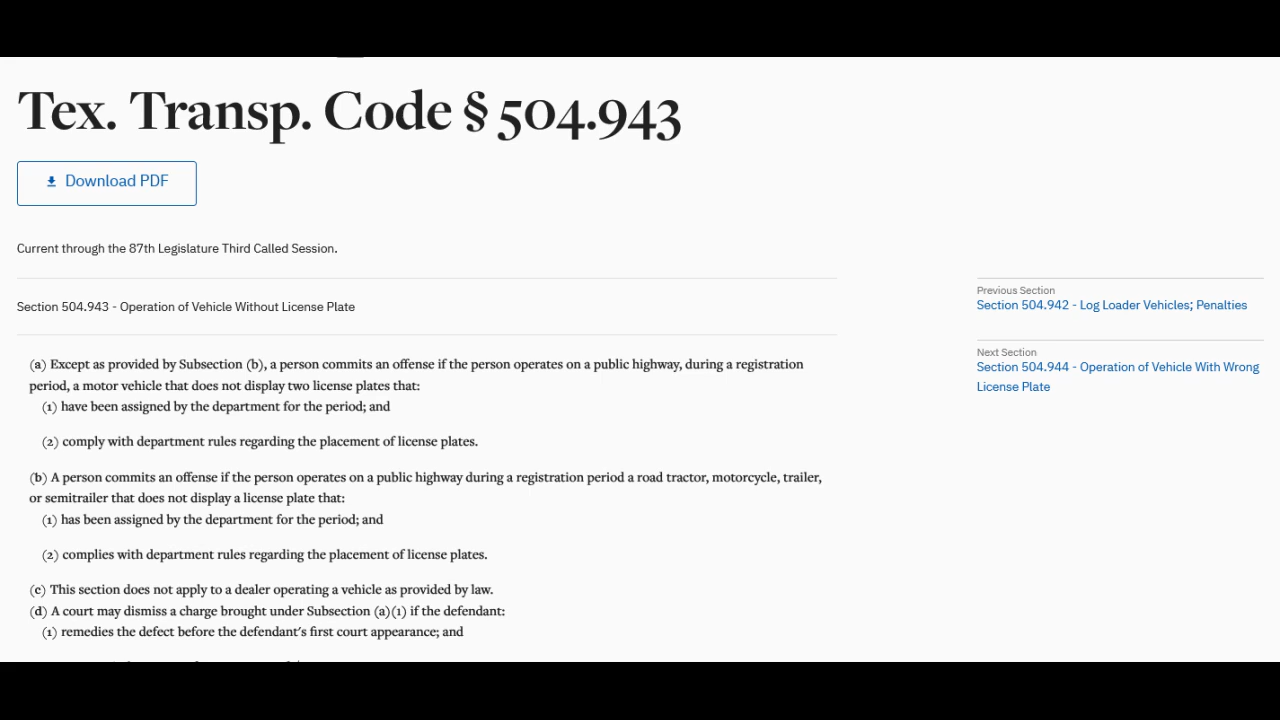 Tex. Transp. Code § 504.943
Download PDF
Current through the 87th Legislature Third Called Session.
Section 504.943 - Operation of Vehicle Without License Plate
(a) Except as provided by Subsection (b), a person commits an offense if the person operates on a public highway, during a registration
period, a motor vehicle that does not display two license plates that:
(1) have been assigned by the department for the period; and
(2) comply with department rules regarding the placement of license plates.
(b) A person commits an offense if the person operates on a public highway during a registration period a road tractor, motorcycle, trailer,
or semitrailer that does not display a license plate that:
(1) has been assigned by the department for the period; and
(2) complies with department rules regarding the placement of license plates.
(c) This section does not apply to a dealer operating a vehicle as provided by law.
(d) A court may dismiss a charge brought under Subsection (a)(1) if the defendant:
(1) remedies the defect before the defendant's first court appearance; and
Previous Section
Section 504.942 - Log Loader Vehicles; Penalties
Next Section
Section 504.944 - Operation of Vehicle With Wrong
License Plate